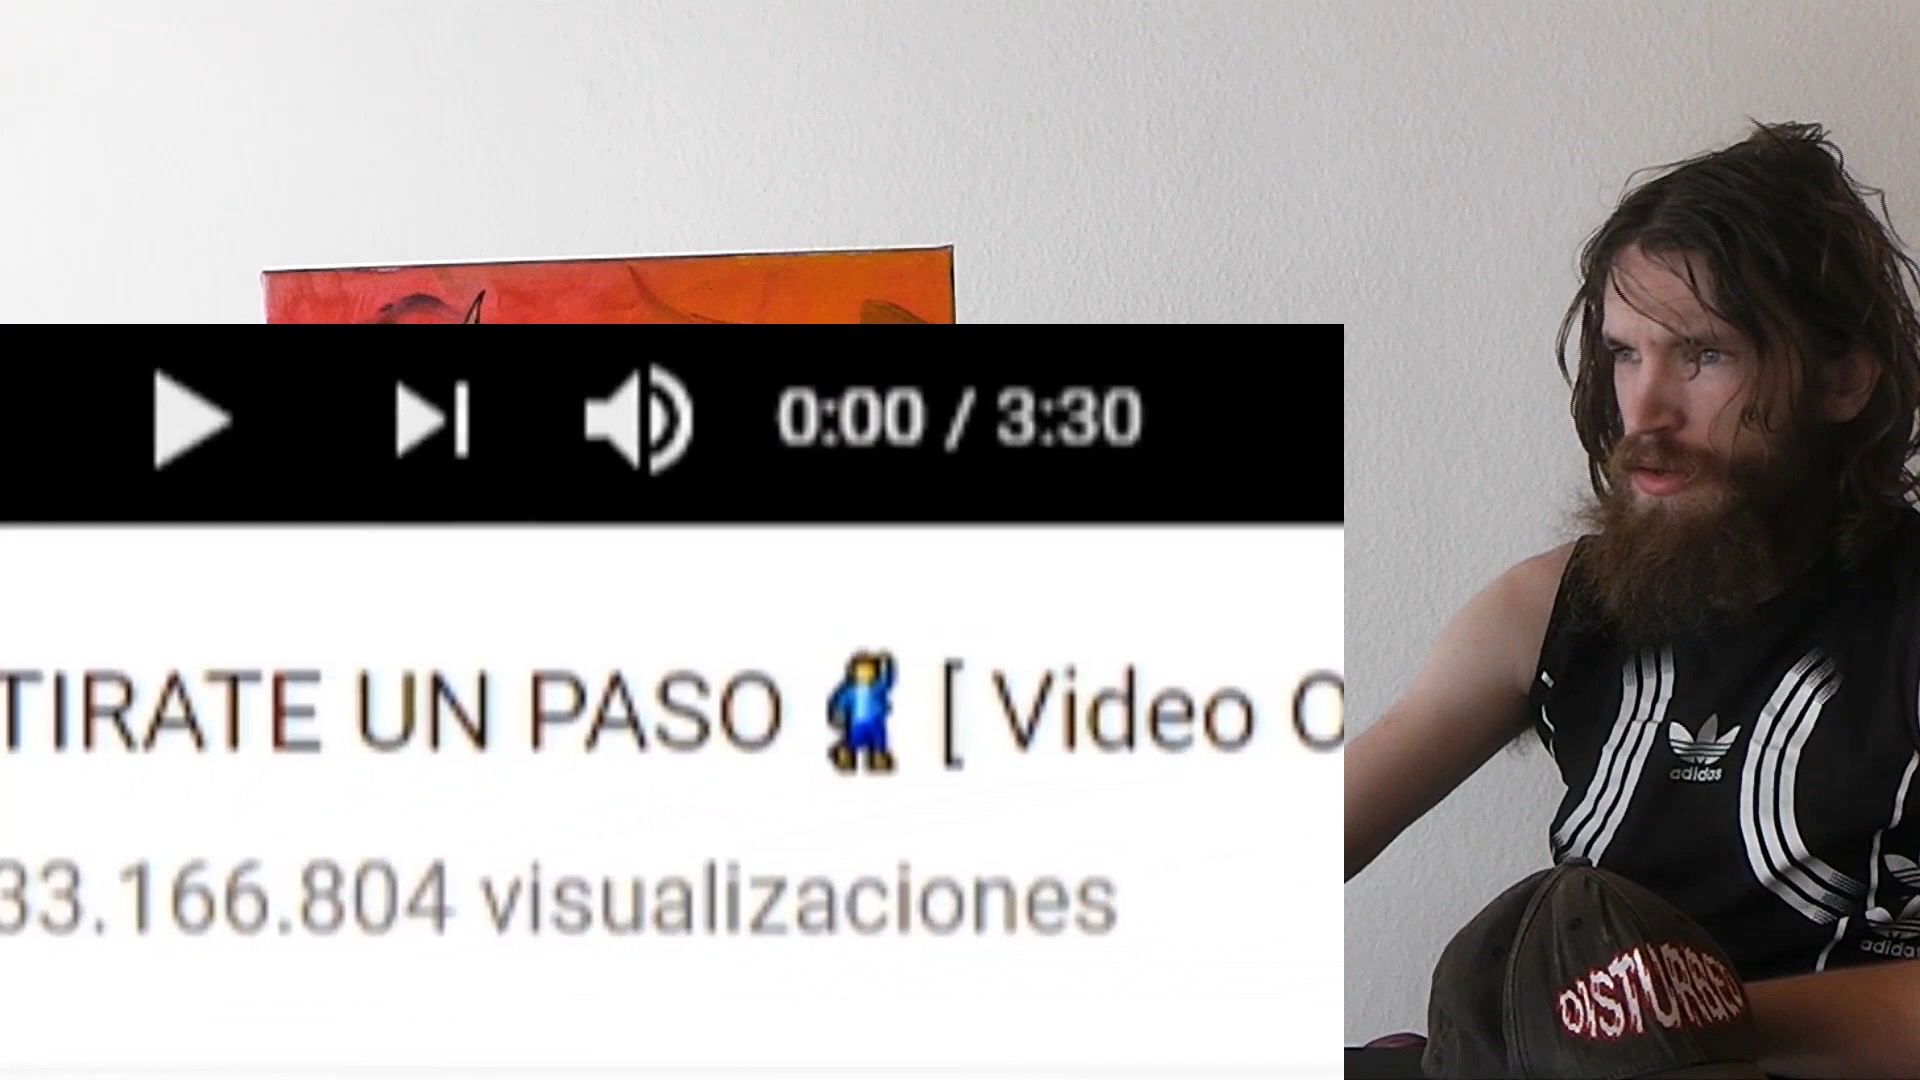 0:00 / 3:30
TIRATE UN PASO [ Video O
33.166.804 visualizaciones
adidas
adidas
DISTURBED